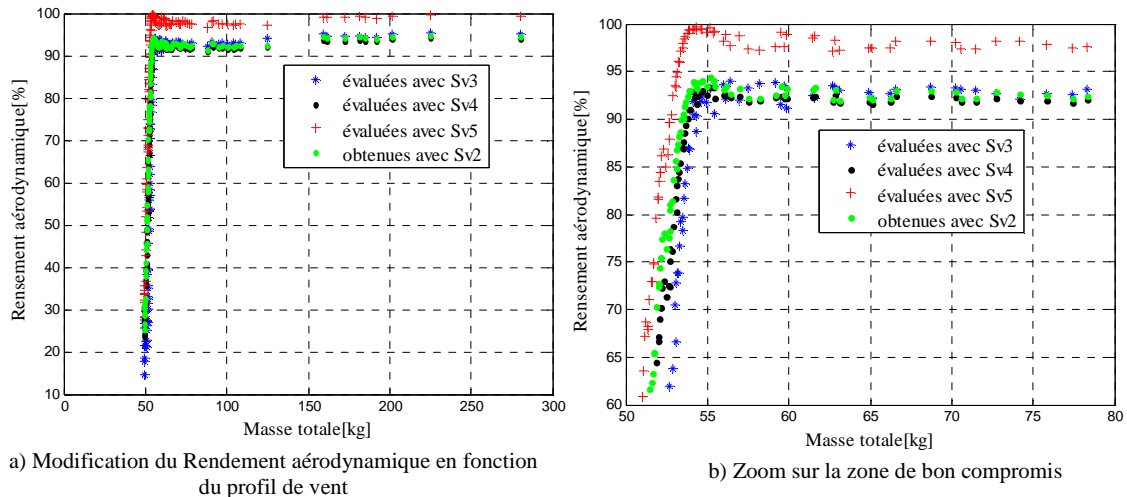 100
90
80
70
60
50
40
30
20
10
Rensement aérodynamique[%]
évaluées avec Sv3
évaluées avec Sv4
évaluées avec Sv5
obtenues avec Sv2
0 50 100 150 200 250 300
Masse totale[kg]
a) Modification du Rendement aérodynamique en fonction
du profil de vent
100
95
90
85
80
75
70
65
60
Rensement aérodynamique[%]
évaluées avec Sv3
évaluées avec Sv4
évaluées avec Sv5
obtenues avec Sv2
50 55 60 65 70 75 80
Masse totale[kg]
b) Zoom sur la zone de bon compromis